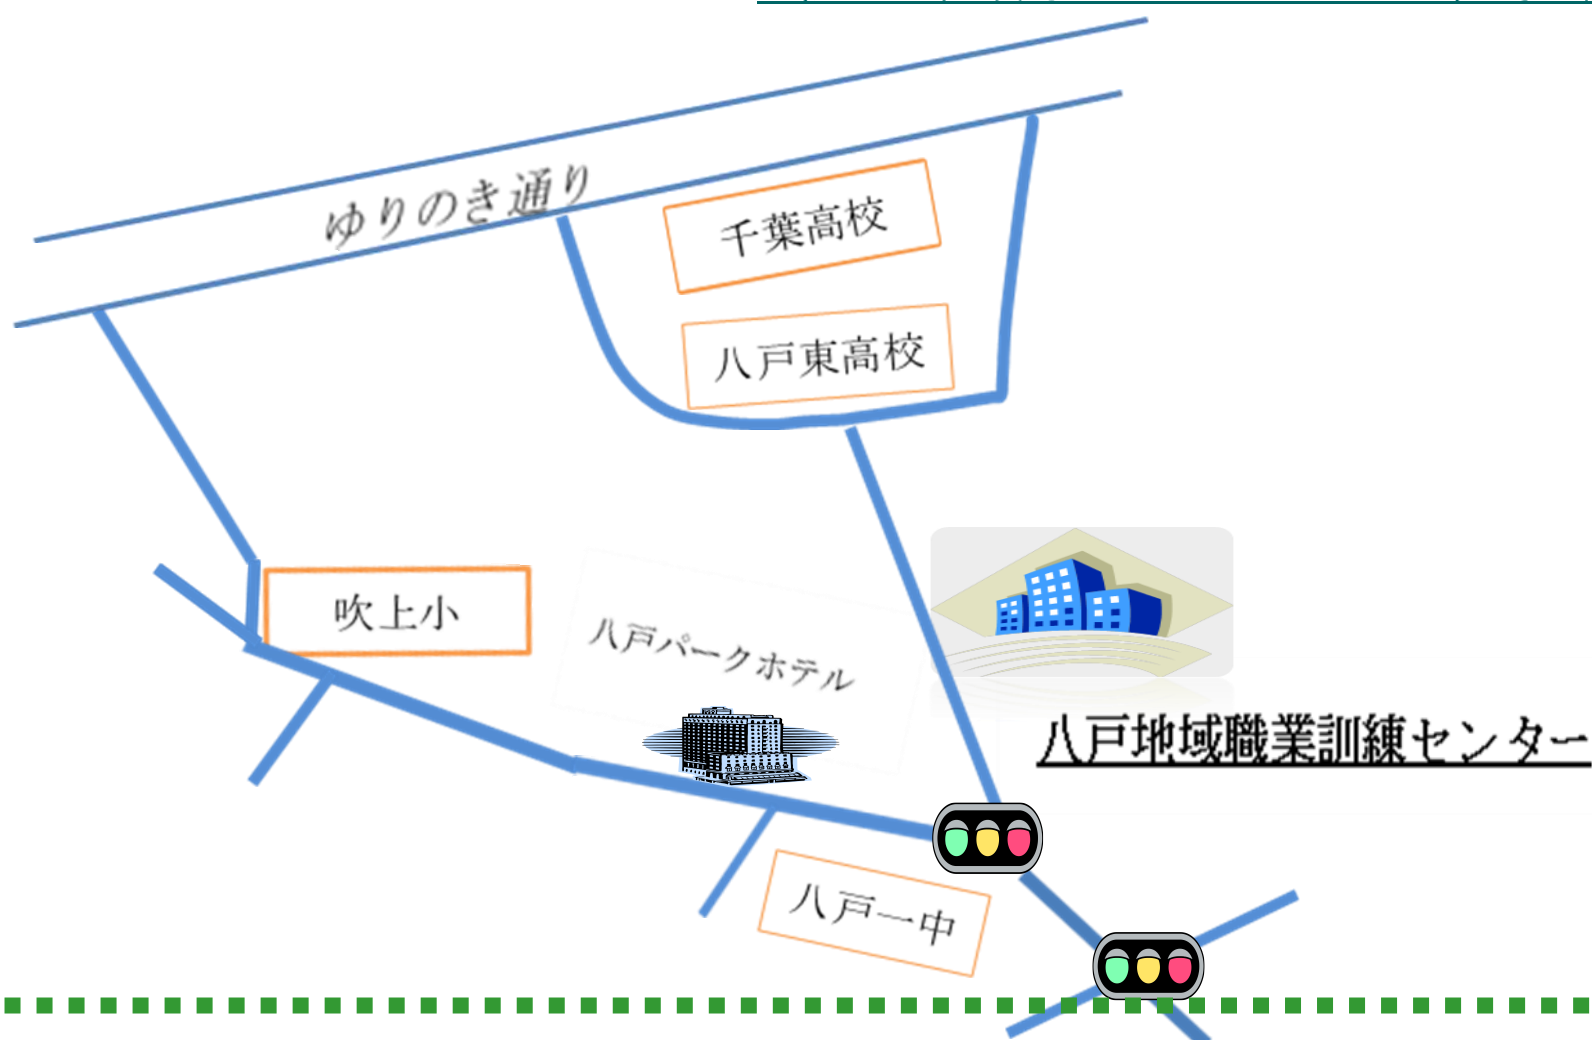 ゆりのき通り
千葉高校
八戸東高校
吹上小
八戸パークホテル
八戸地域職業訓練センター
八戸一中